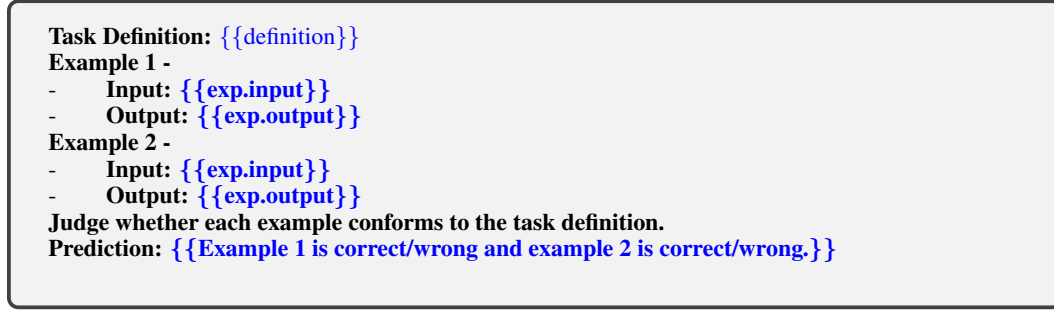 Task Definition: {{definition}}
Example 1 -
- Input: {{exp.input}}
- Output: {{exp.output}}
Example 2 -
- Input: {{exp.input}}
- Output: {{exp.output}}
Judge whether each example conforms to the task definition.
Prediction: {{Example 1 is correct/wrong and example 2 is correct/wrong.}}